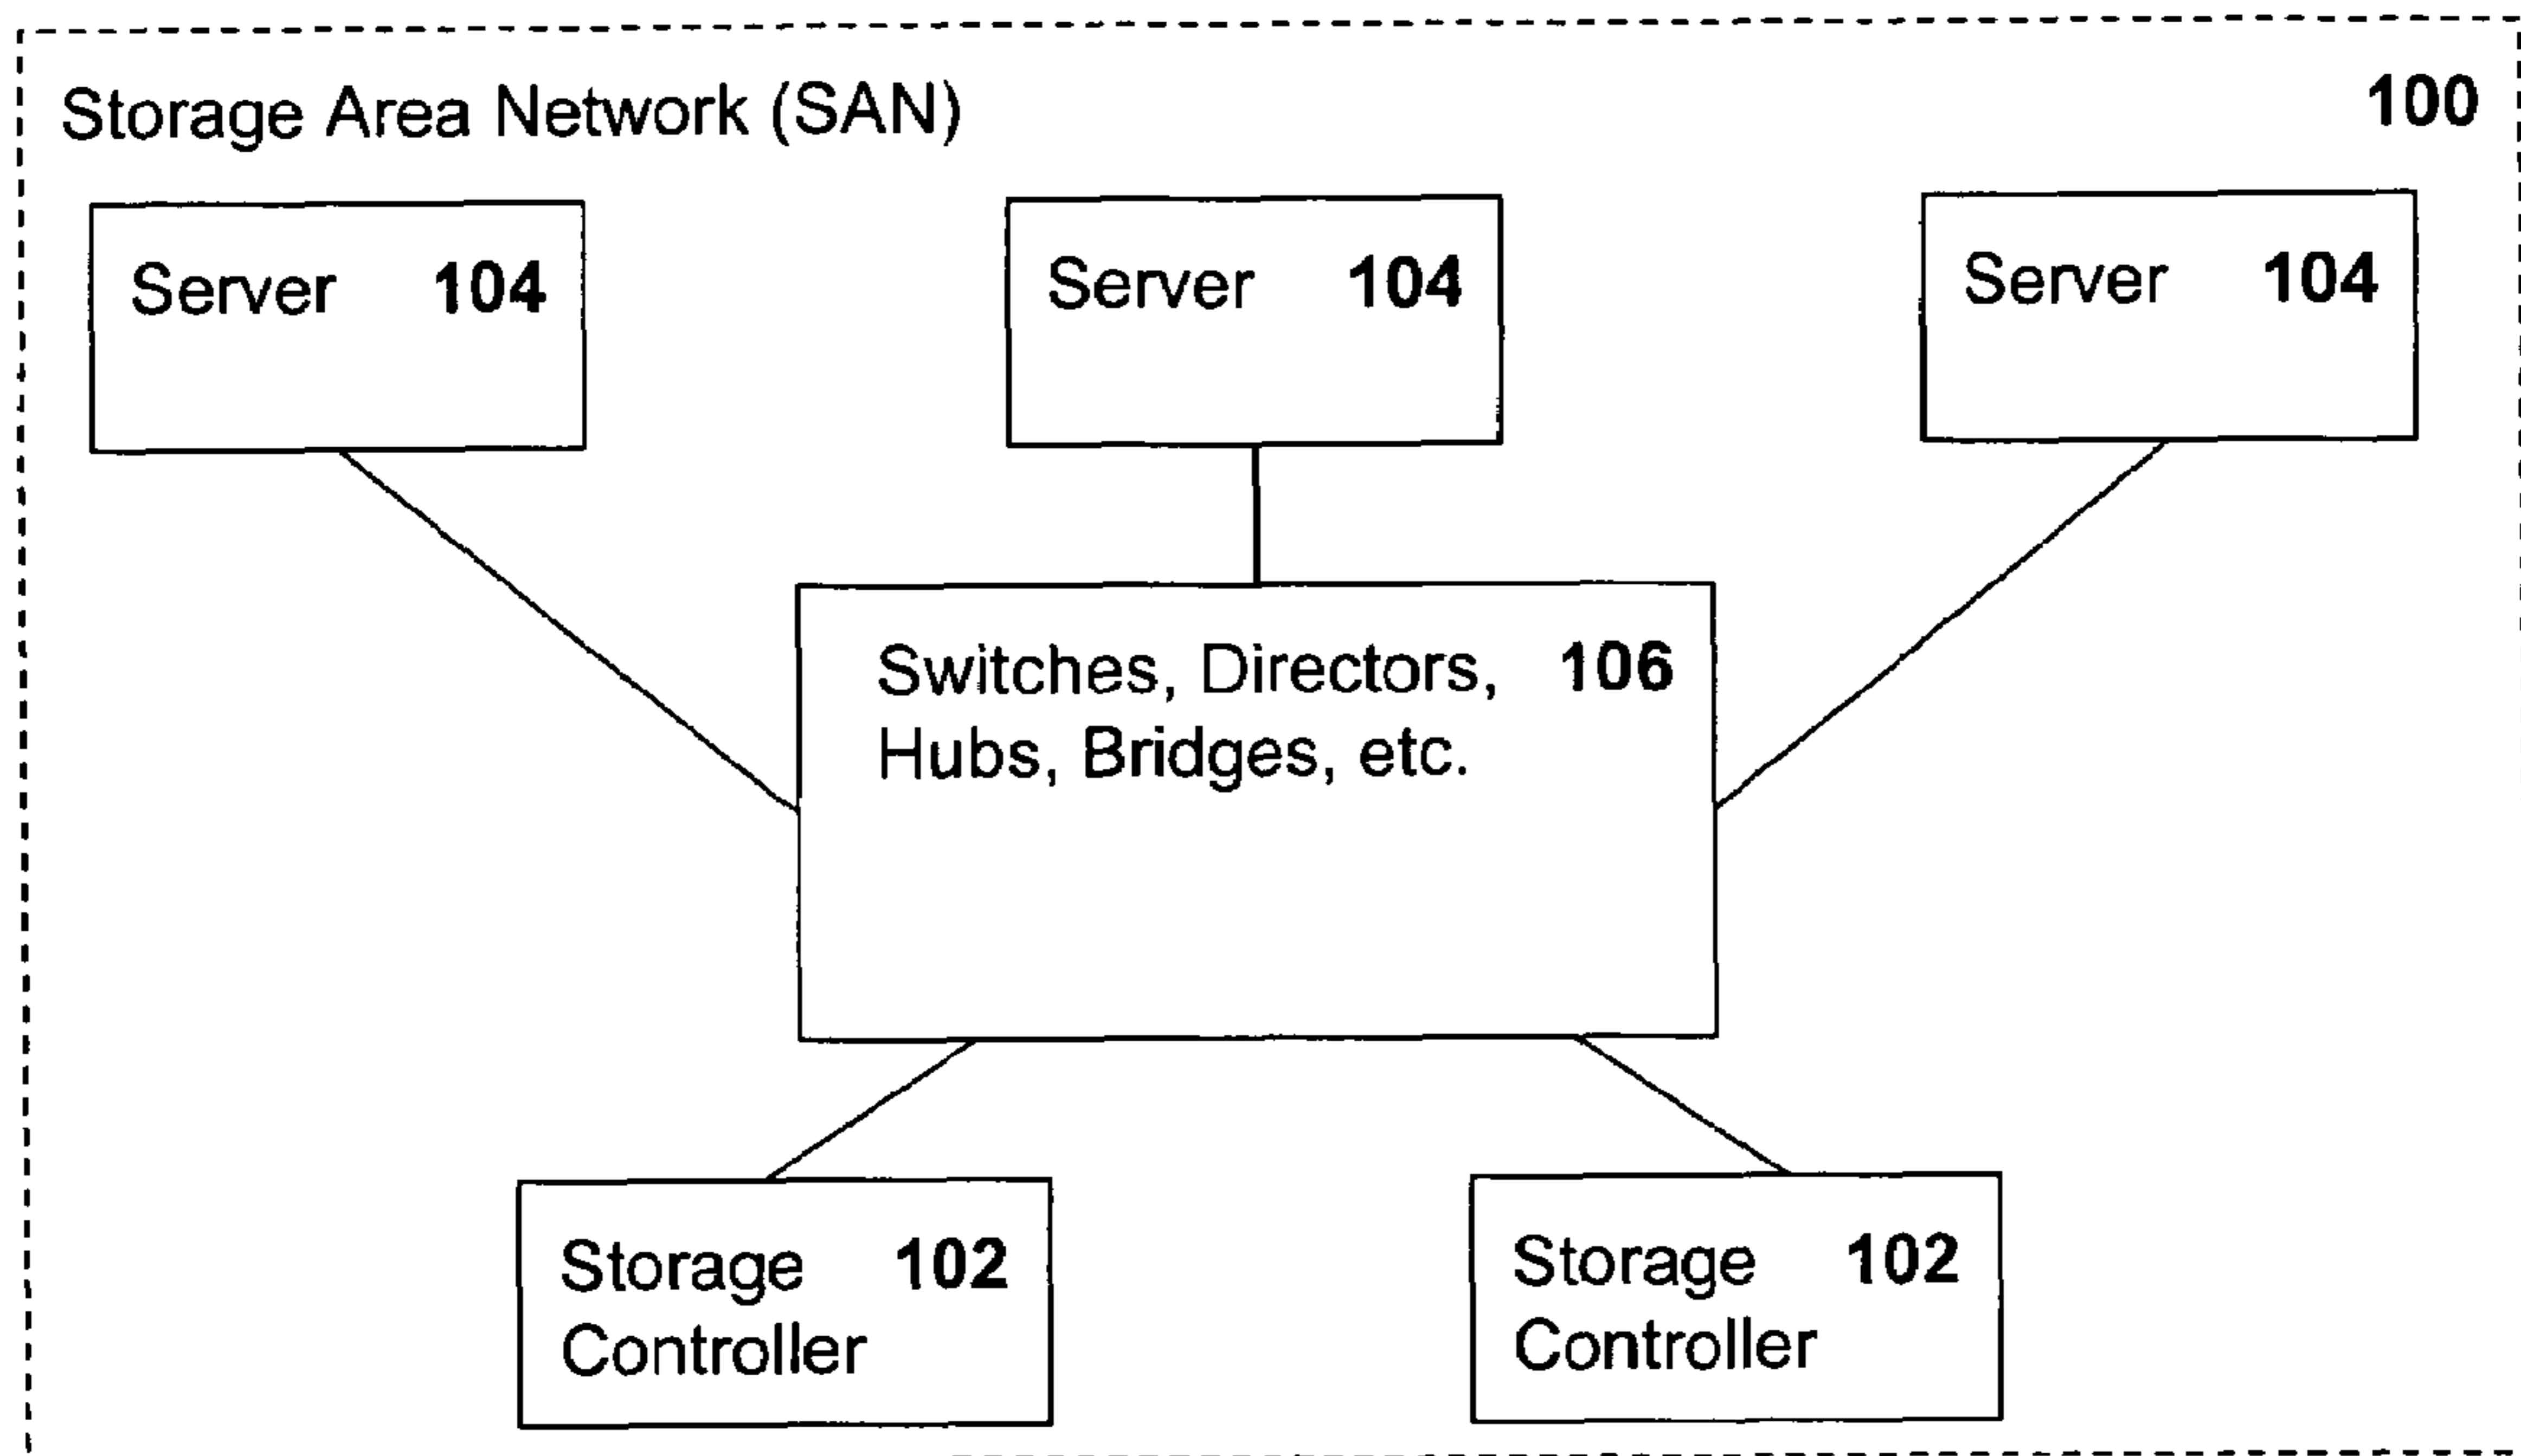 Storage Area Network (SAN) 100
Server 104 Server 104 Server 104
Switches, Directors, 106
Hubs, Bridges, etc.
Storage 102
Controller
Storage 102
Controller